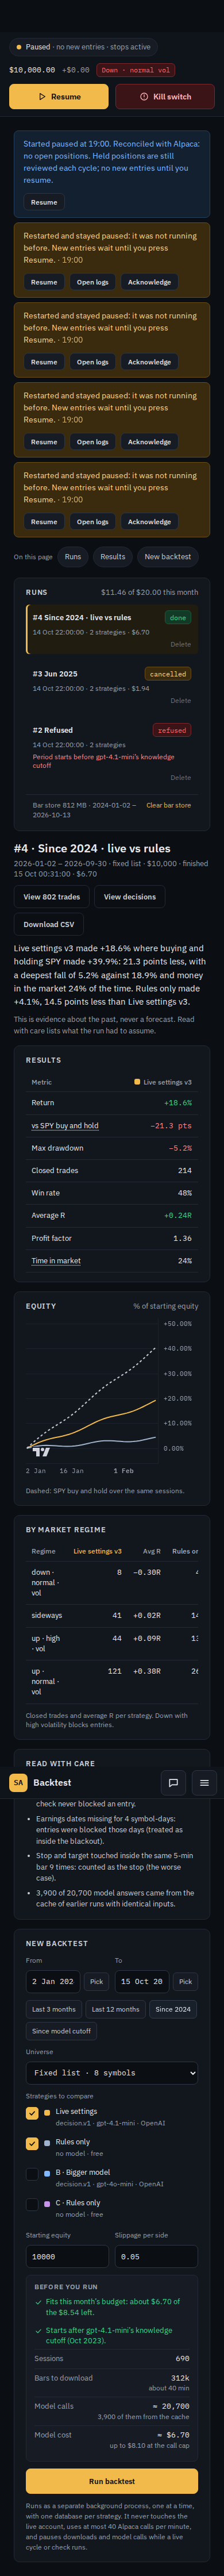 Paused · no new entries · stops active
$10,000.00 +$0.00 Down · normal vol
Resume
Kill switch
Started paused at 19:00. Reconciled with Alpaca:
no open positions. Held positions are still
reviewed each cycle; no new entries until you
resume.
Resume
Restarted and stayed paused: it was not running
before. New entries wait until you press
Resume. · 19:00
Resume Open logs Acknowledge
Restarted and stayed paused: it was not running
before. New entries wait until you press
Resume. · 19:00
Resume Open logs Acknowledge
Restarted and stayed paused: it was not running
before. New entries wait until you press
Resume. · 19:00
Resume Open logs Acknowledge
Restarted and stayed paused: it was not running
before. New entries wait until you press
Resume. · 19:00
Resume Open logs Acknowledge
On this page Runs Results New backtest
RUNS $11.46 of $20.00 this month
#4 Since 2024 · live vs rules done
14 Oct 22:00:00 · 2 strategies · $6.70
Delete
#3 Jun 2025 cancelled
14 Oct 22:00:00 · 2 strategies · $1.94
Delete
#2 Refused refused
14 Oct 22:00:00 · 2 strategies
Period starts before gpt-4.1-mini's knowledge
cutoff
Delete
Bar store 812 MB · 2024-01-02 – Clear bar store
2026-10-13
#4 · Since 2024 · live vs rules
2026-01-02 – 2026-09-30 · fixed list · $10,000 · finished
15 Oct 00:31:00 · $6.70
View 802 trades View decisions
Download CSV
Live settings v3 made +18.6% where buying and
holding SPY made +39.9%: 21.3 points less, with
a deepest fall of 5.2% against 18.9% and money
in the market 24% of the time. Rules only made
+4.1%, 14.5 points less than Live settings v3.
This is evidence about the past, never a forecast. Read
with care lists what the run had to assume.
RESULTS
Metric Live settings v3
Return +18.6%
vs SPY buy and hold −21.3 pts
Max drawdown −5.2%
Closed trades 214
Win rate 48%
Average R +0.24R
Profit factor 1.36
Time in market 24%
EQUITY % of starting equity
+50.00%
+40.00%
+30.00%
+20.00%
+10.00%
0.00%
2 Jan 16 Jan 1 Feb
Dashed: SPY buy and hold over the same sessions.
BY MARKET REGIME
Regime Live settings v3 Avg R Rules or
down · normal · vol 8 −0.30R
sideways 41 +0.02R 14
up · high · vol 44 +0.09R 13
up · normal · vol 121 +0.38R 26
Closed trades and average R per strategy. Down with
high volatility blocks entries.
READ WITH CARE
SA Backtest
check never blocked an entry.
• Earnings dates missing for 4 symbol-days:
entries were blocked those days (treated as
inside the blackout).
• Stop and target touched inside the same 5-min
bar 9 times: counted as the stop (the worse
case).
• 3,900 of 20,700 model answers came from the
cache of earlier runs with identical inputs.
NEW BACKTEST
From To
2 Jan 202 Pick 15 Oct 20 Pick
Last 3 months Last 12 months Since 2024
Since model cutoff
Universe
Fixed list · 8 symbols
Strategies to compare
Live settings
decision.v1 · gpt-4.1-mini · OpenAI
Rules only
no model · free
B · Bigger model
decision.v1 · gpt-4o-mini · OpenAI
C · Rules only
no model · free
Starting equity Slippage per side
10000 0.05
BEFORE YOU RUN
Fits this month's budget: about $6.70 of
the $8.54 left.
Starts after gpt-4.1-mini's knowledge
cutoff (Oct 2023).
Sessions 690
Bars to download 312k
about 40 min
Model calls ≈ 20,700
3,900 of them from the cache
Model cost ≈ $6.70
up to $8.10 at the call cap
Run backtest
Runs as a separate background process, one at a time,
with one database per strategy. It never touches the
live account, uses at most 40 Alpaca calls per minute,
and pauses downloads and model calls while a live
cycle or check runs.